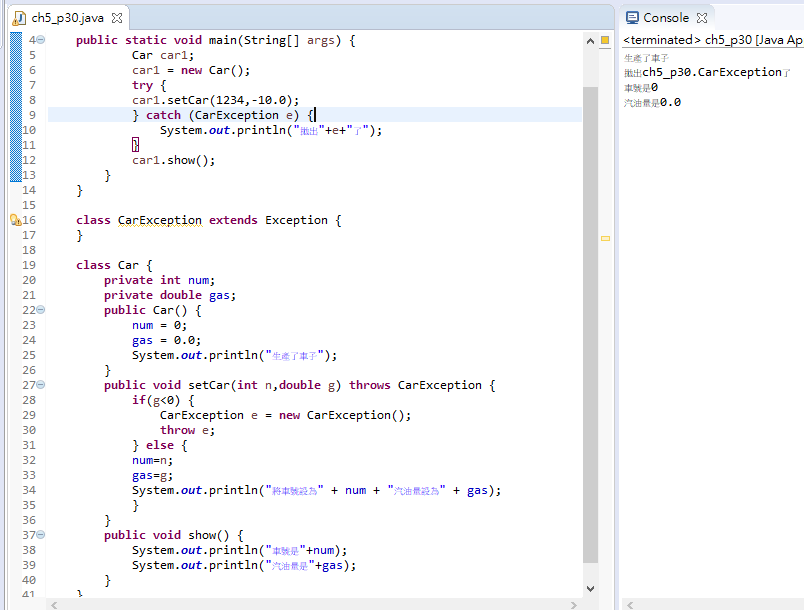 ch5_p30.java
4 public static void main(String[] args) {
5 Car car1;
6 car1 = new Car();
7 try {
8 car1.setCar(1234,-10.0);
9 } catch (CarException e) {
10 System.out.println("拋出"+e+"了");
11 }
12 car1.show();
13 }
14 }
15
16 class CarException extends Exception {
17 }
18
19 class Car {
20 private int num;
21 private double gas;
22 public Car() {
23 num = 0;
24 gas = 0.0;
25 System.out.println("生產了車子");
26 }
27 public void setCar(int n,double g) throws CarException {
28 if(g<0) {
29 CarException e = new CarException();
30 throw e;
31 } else {
32 num=n;
33 gas=g;
34 System.out.println("將車號設為" + num + "汽油量設為" + gas);
35 }
36 }
37 public void show() {
38 System.out.println("車號是"+num);
39 System.out.println("汽油量是"+gas);
40 }
41 }
Console
<terminated> ch5_p30 [Java Ap
生產了車子
拋出ch5_p30.CarException了
車號是0
汽油量是0.0